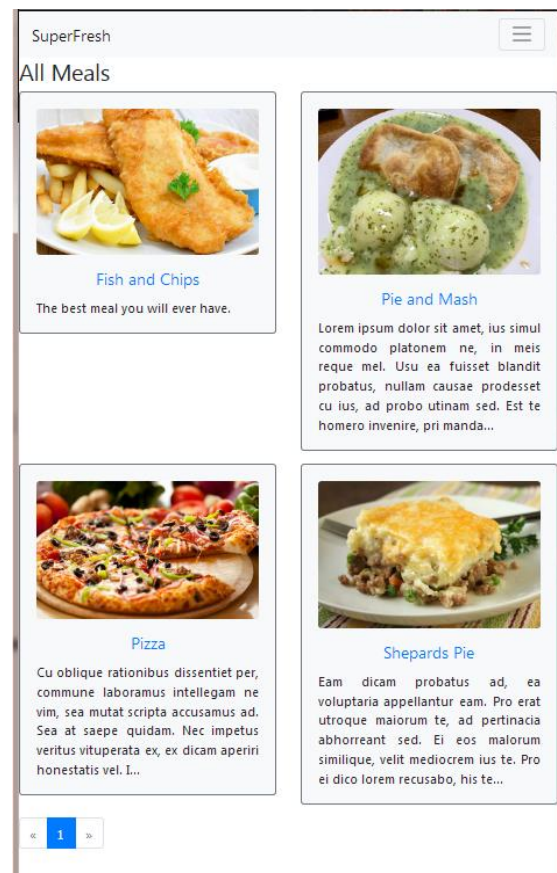 SuperFresh
All Meals
Fish and Chips
The best meal you will ever have.
Pie and Mash
Lorem ipsum dolor sit amet, ius simul
commodo platonem ne, in meis
reque mel. Usu ea fuisset blandit
probatus, nullam causae prodesset
cu ius, ad probo utinam sed. Est te
homero invenire, pri manda...
Pizza
Cu oblique rationibus dissentiet per,
commune laboramus intellegam ne
vim, sea mutat scripta accusamus ad.
Sea at saepe quidam. Nec impetus
veritus vituperata ex, ex dicam aperiri
honestatis vel. I...
Shepards Pie
Eam dicam probatus ad, ea
voluptaria appellantur eam. Pro erat
utroque maiorum te, ad pertinacia
abhorreant sed. Ei eos malorum
similique, velit mediocrem ius te. Pro
ei dico lorem recusabo, his te...
« 1 »